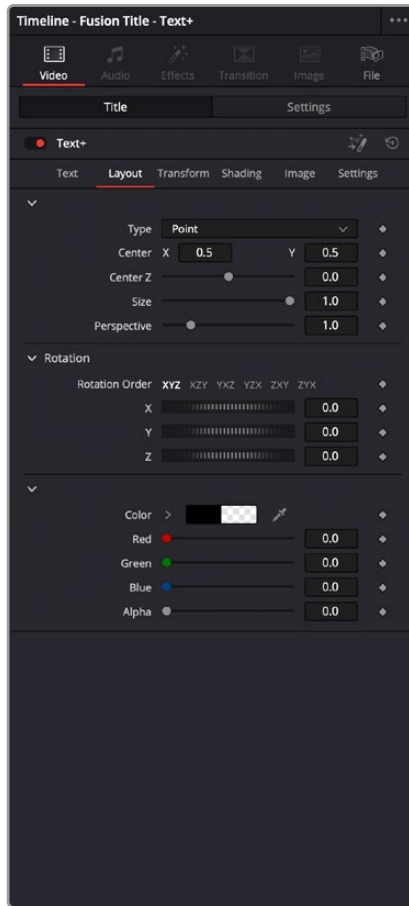 Timeline - Fusion Title - Text+
Video Audio Effects Transition Image File
Title Settings
Text+
Text Layout Transform Shading Image Settings
Type Point
Center X 0.5 Y 0.5
Center Z 0.0
Size 1.0
Perspective 1.0
Rotation
Rotation Order XYZ XZY YXZ YZX ZXY ZYX
X 0.0
Y 0.0
Z 0.0
Color
Red 0.0
Green 0.0
Blue 0.0
Alpha 0.0